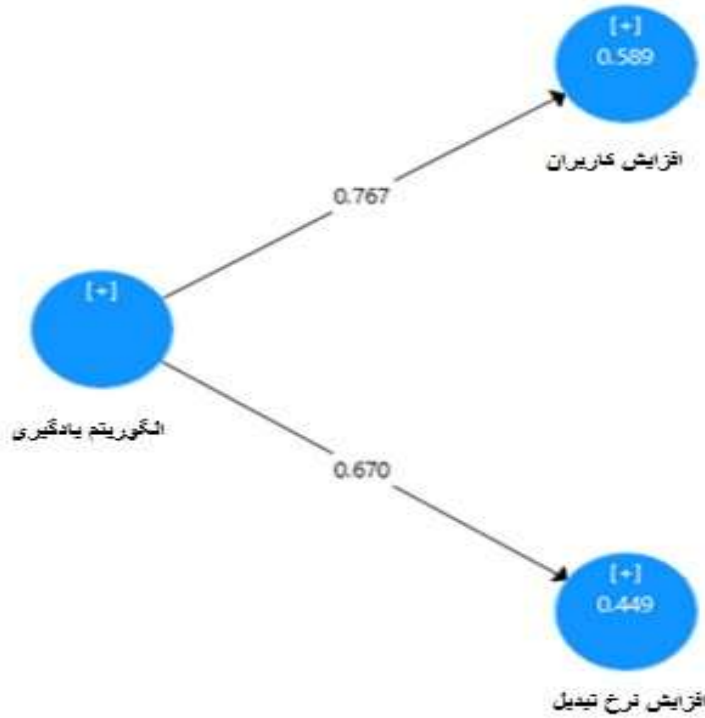 [+]
0.589
افزایش کاربران
0.767
[+]
الگوریتم یادگیری
0.670
[+]
0.449
افزایش نرخ تبدیل